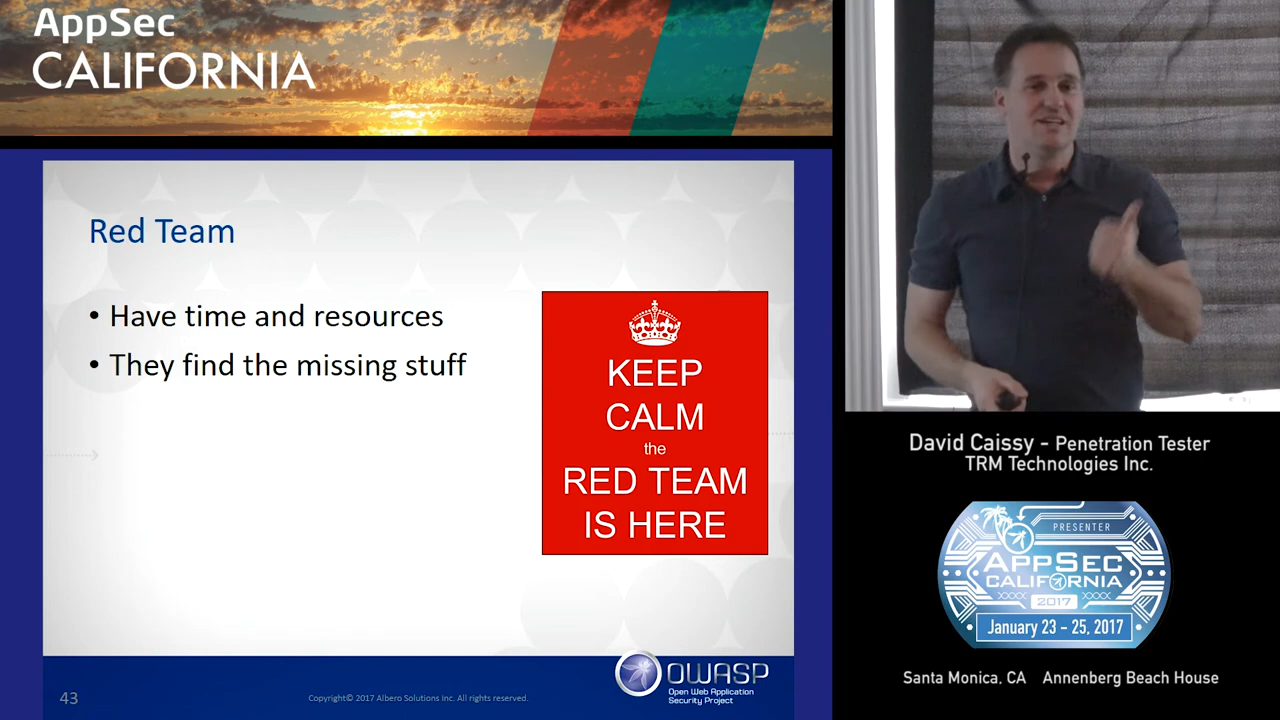 AppSec
CALIFORNIA
Red Team
• Have time and resources
• They find the missing stuff
KEEP
CALM
the
RED TEAM
IS HERE
43
Copyright© 2017 Albero Solutions Inc. All rights reserved.
OWASP
Open Web Application
Security Project
David Caissy - Penetration Tester
TRM Technologies Inc.
PRESENTER
APPSEC
CALIFORNIA
2017
January 23 - 25, 2017
Santa Monica, CA Annenberg Beach House